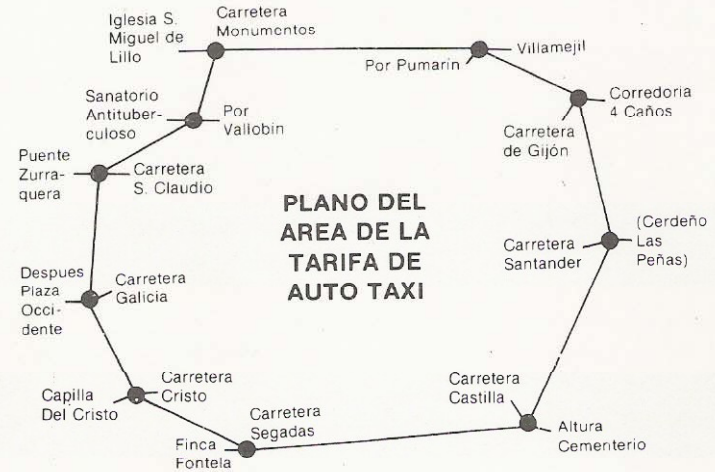 Iglesia S.
Miguel de
Lillo
Carretera
Monumentos
Por Pumarin
Villamejil
Corredoria
4 Caños
Carretera
de Gijón
Sanatorio
Antituber-
culoso
Por
Vallobin
Puente
Zurra-
quera
Carretera
S. Claudio
PLANO DEL
AREA DE LA
TARIFA DE
AUTO TAXI
Carretera
Santander
(Cerdeño
Las
Peñas)
Despues
Plaza
Occi-
dente
Carretera
Galicia
Capilla
Del Cristo
Carretera
Cristo
Finca
Fontela
Carretera
Segadas
Carretera
Castilla
Altura
Cementerio